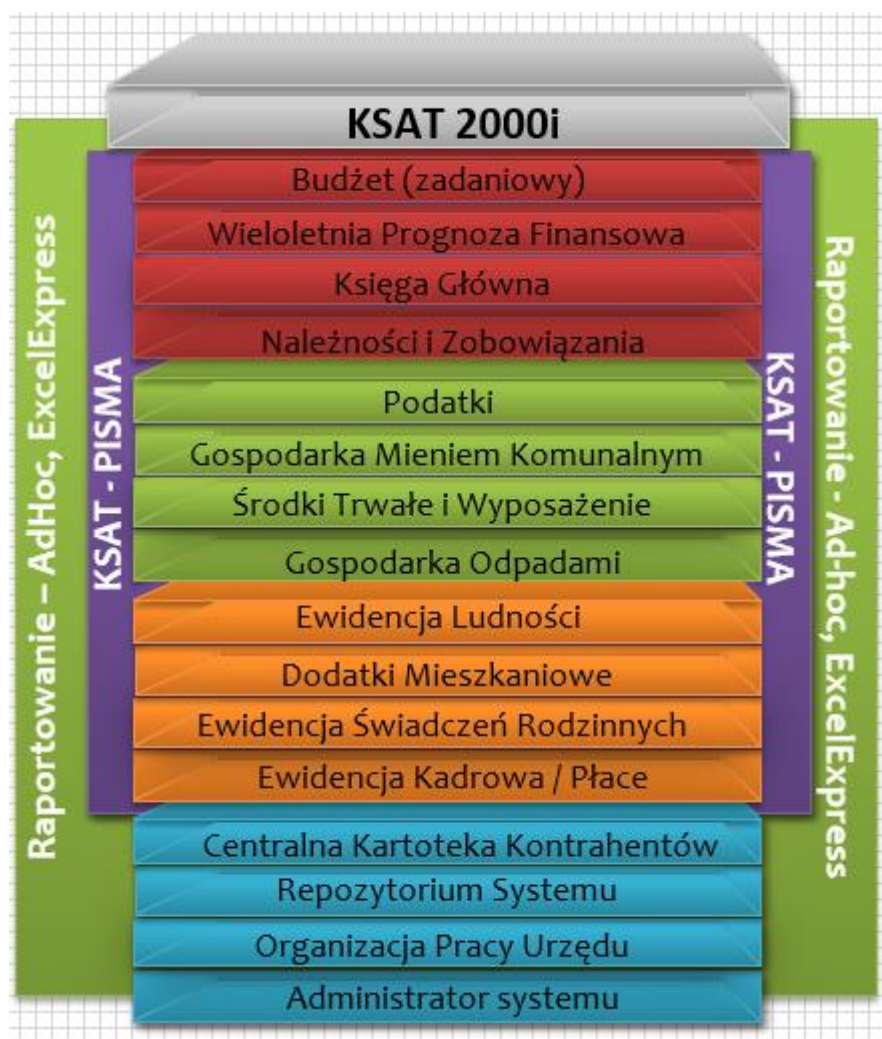 KSAT 2000i
Budżet (zadaniowy)
Wieloletnia Prognoza Finansowa
Księga Główna
Należności i Zobowiązania
Podatki
Gospodarka Mieniem Komunalnym
Środki Trwałe i Wyposażenie
Gospodarka Odpadami
Ewidencja Ludności
Dodatki Mieszkaniowe
Ewidencja Świadczeń Rodzinnych
Ewidencja Kadrowa / Płace
Centralna Kartoteka Kontrahentów
Repozytorium Systemu
Organizacja Pracy Urzędu
Administrator systemu
Raportowanie – AdHoc, ExcelExpress
KSAT - PISMA
KSAT - PISMA
Raportowanie - Ad-hoc, ExcelExpress